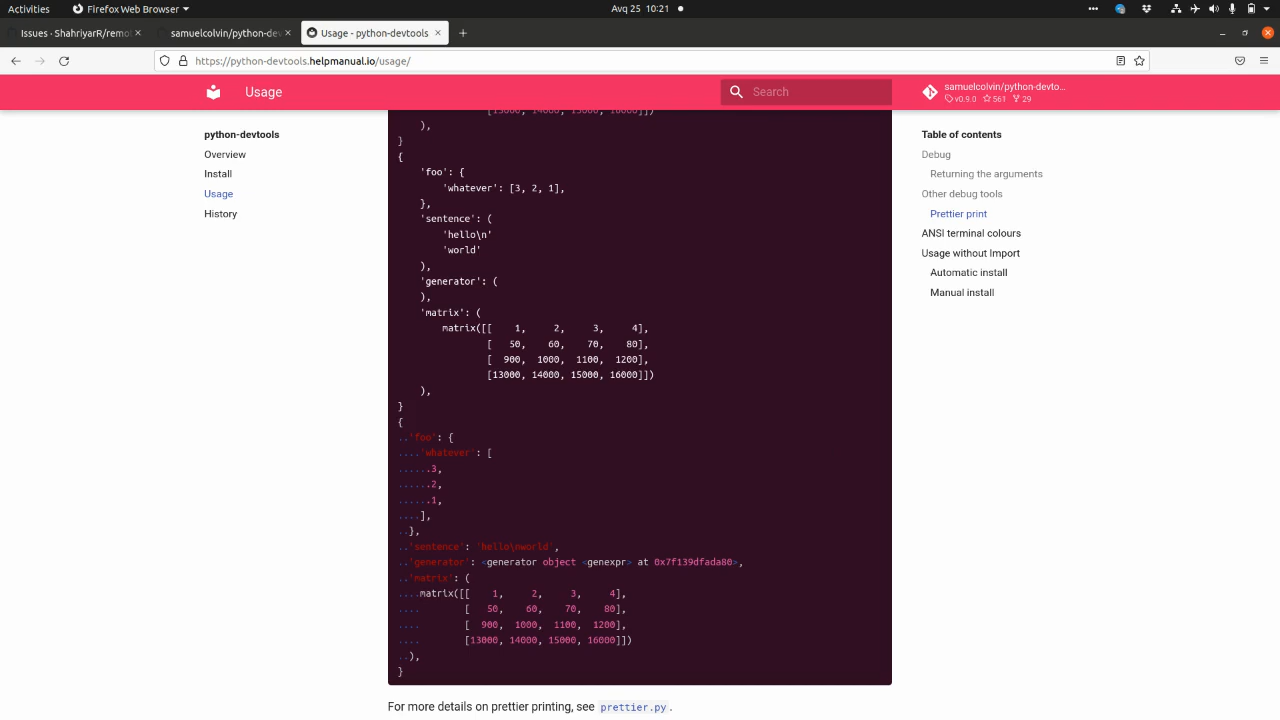 Activities Firefox Web Browser Avq 25 10:21
Issues · ShahriyarR/remo samuelcolvin/python-dev Usage - python-devtools
https://python-devtools.helpmanual.io/usage/
Usage Search samuelcolvin/python-devto…
v0.9.0 561 29
python-devtools
Overview
Install
Usage
History
[13000, 14000, 15000, 16000]])
),
}
{
'foo': {
'whatever': [3, 2, 1],
},
'sentence': (
'hello\n'
'world'
),
'generator': (
),
'matrix': (
matrix([[    1,     2,     3,     4],
[   50,    60,    70,    80],
[  900,  1000,  1100,  1200],
[13000, 14000, 15000, 16000]])
),
}
{
..'foo': {
....'whatever': [
......3,
......2,
......1,
....],
..},
..'sentence': 'hello\nworld',
..'generator': <generator object <genexpr> at 0x7f139dfada80>,
..'matrix': (
....matrix([[    1,     2,     3,     4],
....        [   50,    60,    70,    80],
....        [  900,  1000,  1100,  1200],
....        [13000, 14000, 15000, 16000]])
..),
}
For more details on prettier printing, see prettier.py.
Table of contents
Debug
Returning the arguments
Other debug tools
Prettier print
ANSI terminal colours
Usage without Import
Automatic install
Manual install